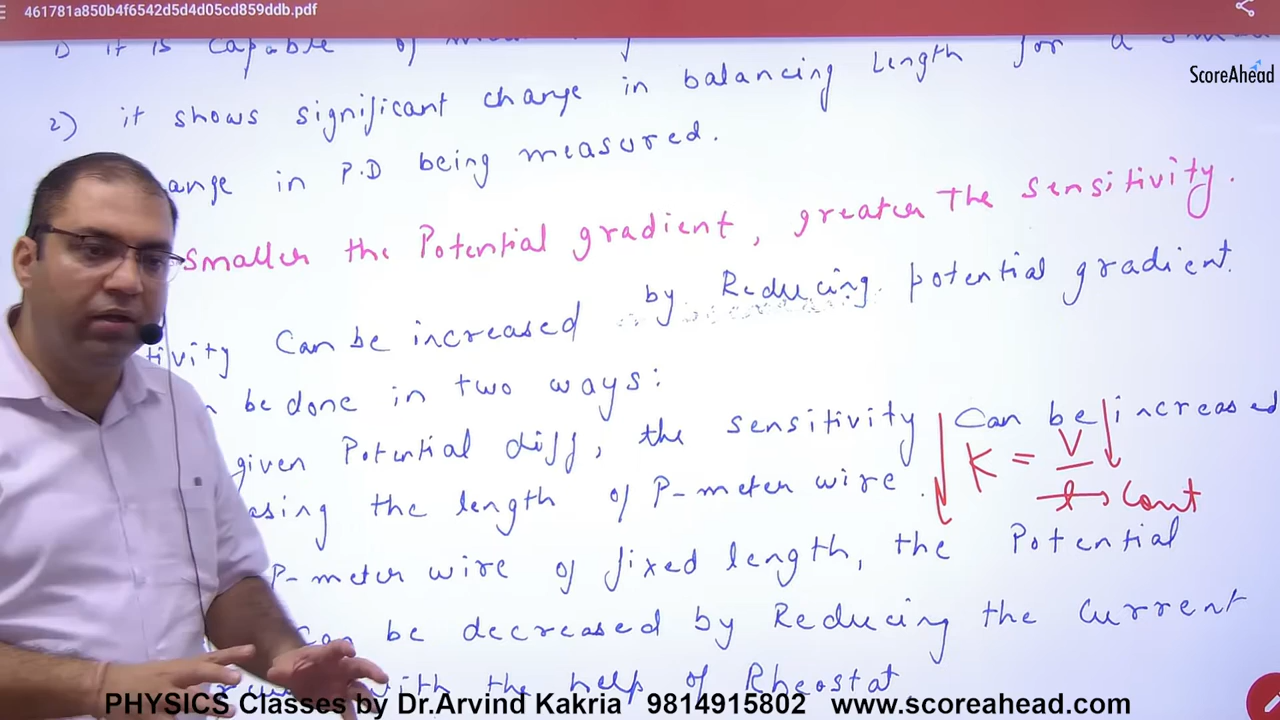 461781a850b4f6542d5d4d05cd859ddb.pdf
ScoreAhead
1) it is capable of
2) it shows significant change in balancing length for a
ange in P.D being measured.
smaller the Potential gradient, greater the sensitivity.
tivity Can be increased by Reducing potential gradient.
be done in two ways:
given Potential diff, the sensitivity Can be increased
asing the length of P-meter wire.
K = V / l → Cont
P-meter wire of fixed length, the Potential
Can be decreased by Reducing the Current
with the help of Rheostat
PHYSICS Classes by Dr.Arvind Kakria 9814915802 www.scoreahead.com